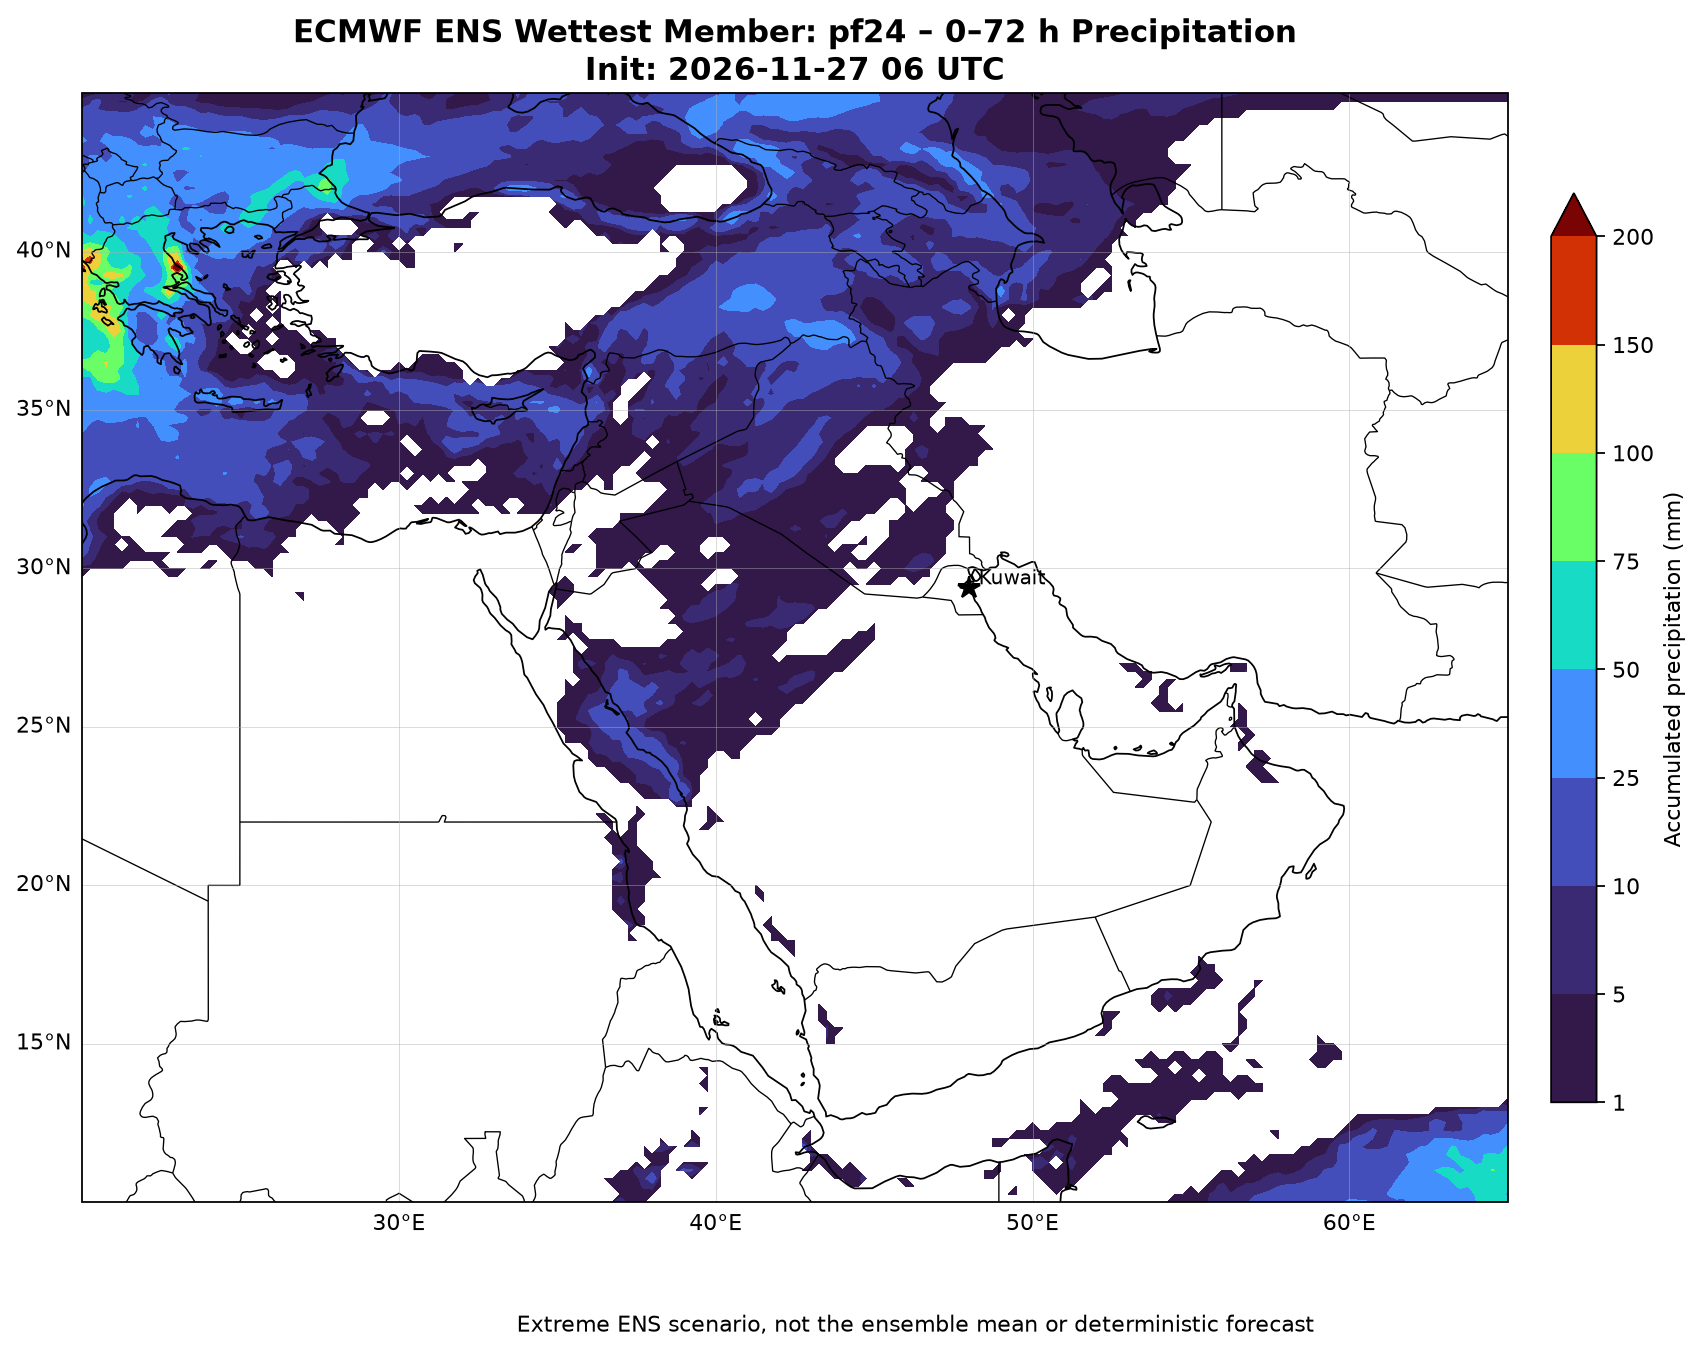 ECMWF ENS Wettest Member: pf24 – 0–72 h Precipitation
Init: 2026-11-27 06 UTC
40°N
35°N
30°N
25°N
20°N
15°N
30°E
40°E
50°E
60°E
Kuwait
200
150
100
75
50
25
10
5
1
Accumulated precipitation (mm)
Extreme ENS scenario, not the ensemble mean or deterministic forecast